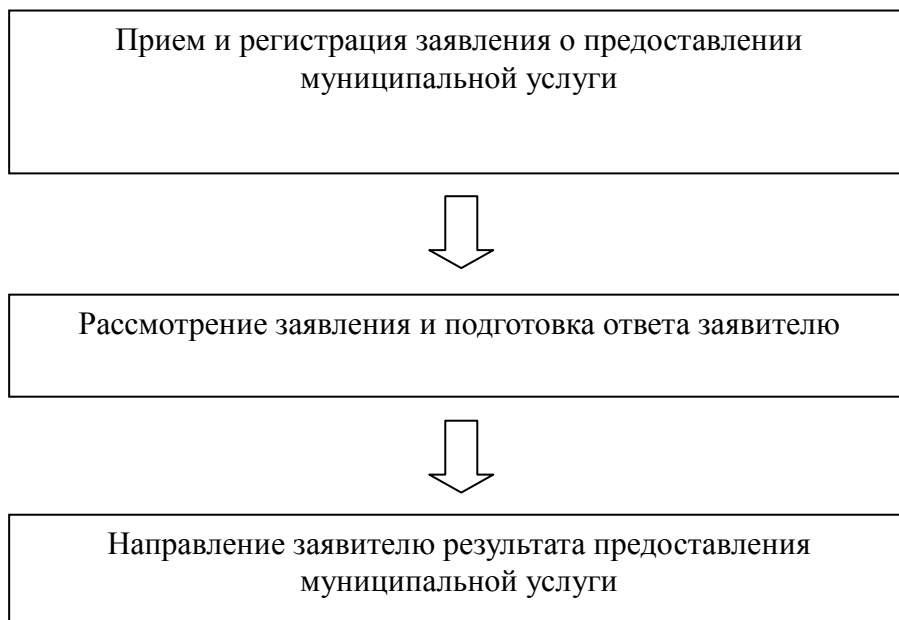 Прием и регистрация заявления о предоставлении
муниципальной услуги
Рассмотрение заявления и подготовка ответа заявителю
Направление заявителю результата предоставления
муниципальной услуги